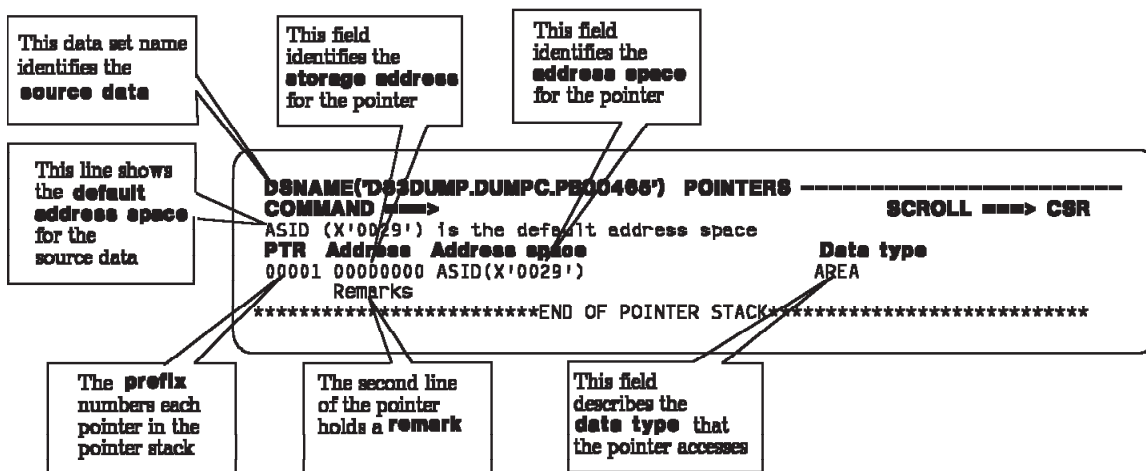 This data set name
identifies the
source data
This field
identifies the
storage address
for the pointer
This field
identifies the
address space
for the pointer
This line shows
the default
address space
for the
source data
DSNAME('D83DUMP.DUMPC.PB00465') POINTERS ------------------------
COMMAND ===> SCROLL ===> CSR
ASID (X'0029') is the default address space
PTR Address Address space Data type
00001 00000000 ASID(X'0029') AREA
Remarks
*************************END OF POINTER STACK****************************
The prefix
numbers each
pointer in the
pointer stack
The second line
of the pointer
holds a remark
This field
describes the
data type that
the pointer accesses